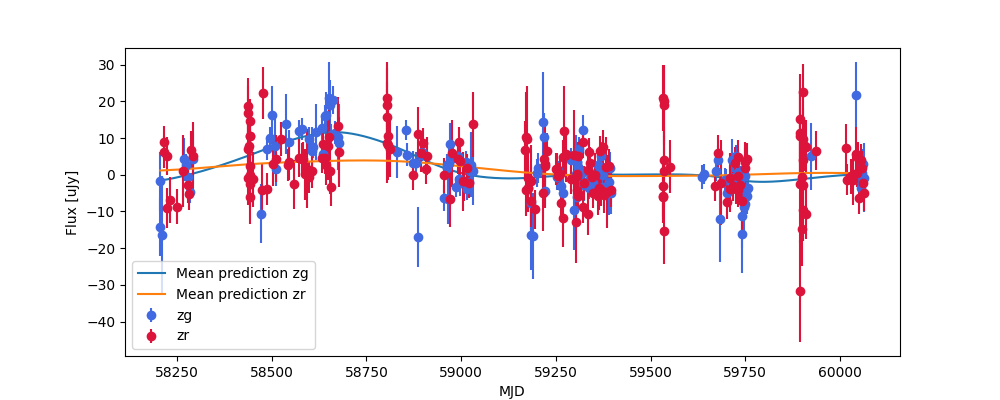 30
20
10
0
−10
−20
−30
−40
Flux [uJy]
Mean prediction zg
Mean prediction zr
zg
zr
58250 58500 58750 59000 59250 59500 59750 60000
MJD